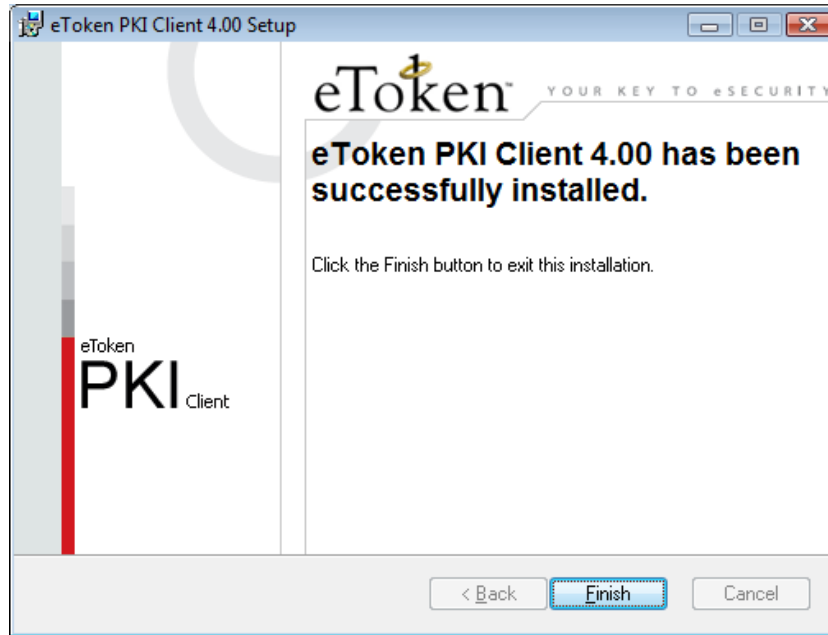 eToken PKI Client 4.00 Setup
eToken™ YOUR KEY TO eSECURITY
eToken PKI Client 4.00 has been
successfully installed.
Click the Finish button to exit this installation.
eToken
PKI Client
< Back Finish Cancel